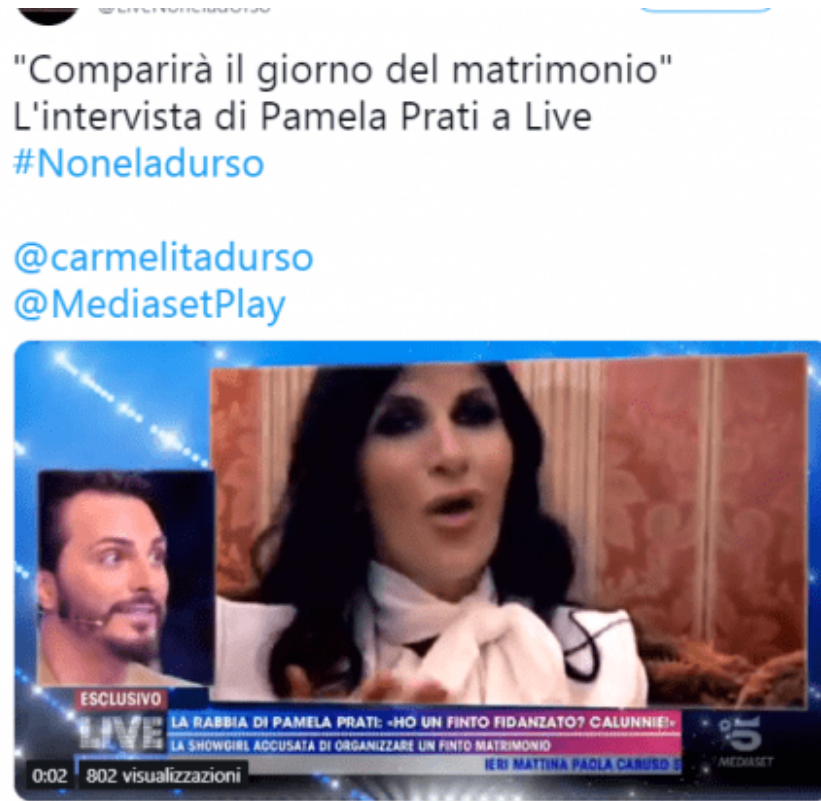 @LiveNoneladurso
"Comparirà il giorno del matrimonio"
L'intervista di Pamela Prati a Live
#Noneladurso
@carmelitadurso
@MediasetPlay
ESCLUSIVO
LIVE
LA RABBIA DI PAMELA PRATI: «HO UN FINTO FIDANZATO? CALUNNIE!»
LA SHOWGIRL ACCUSATA DI ORGANIZZARE UN FINTO MATRIMONIO
IERI MATTINA PAOLA CARUSO
5
MEDIASET
0:02
802 visualizzazioni